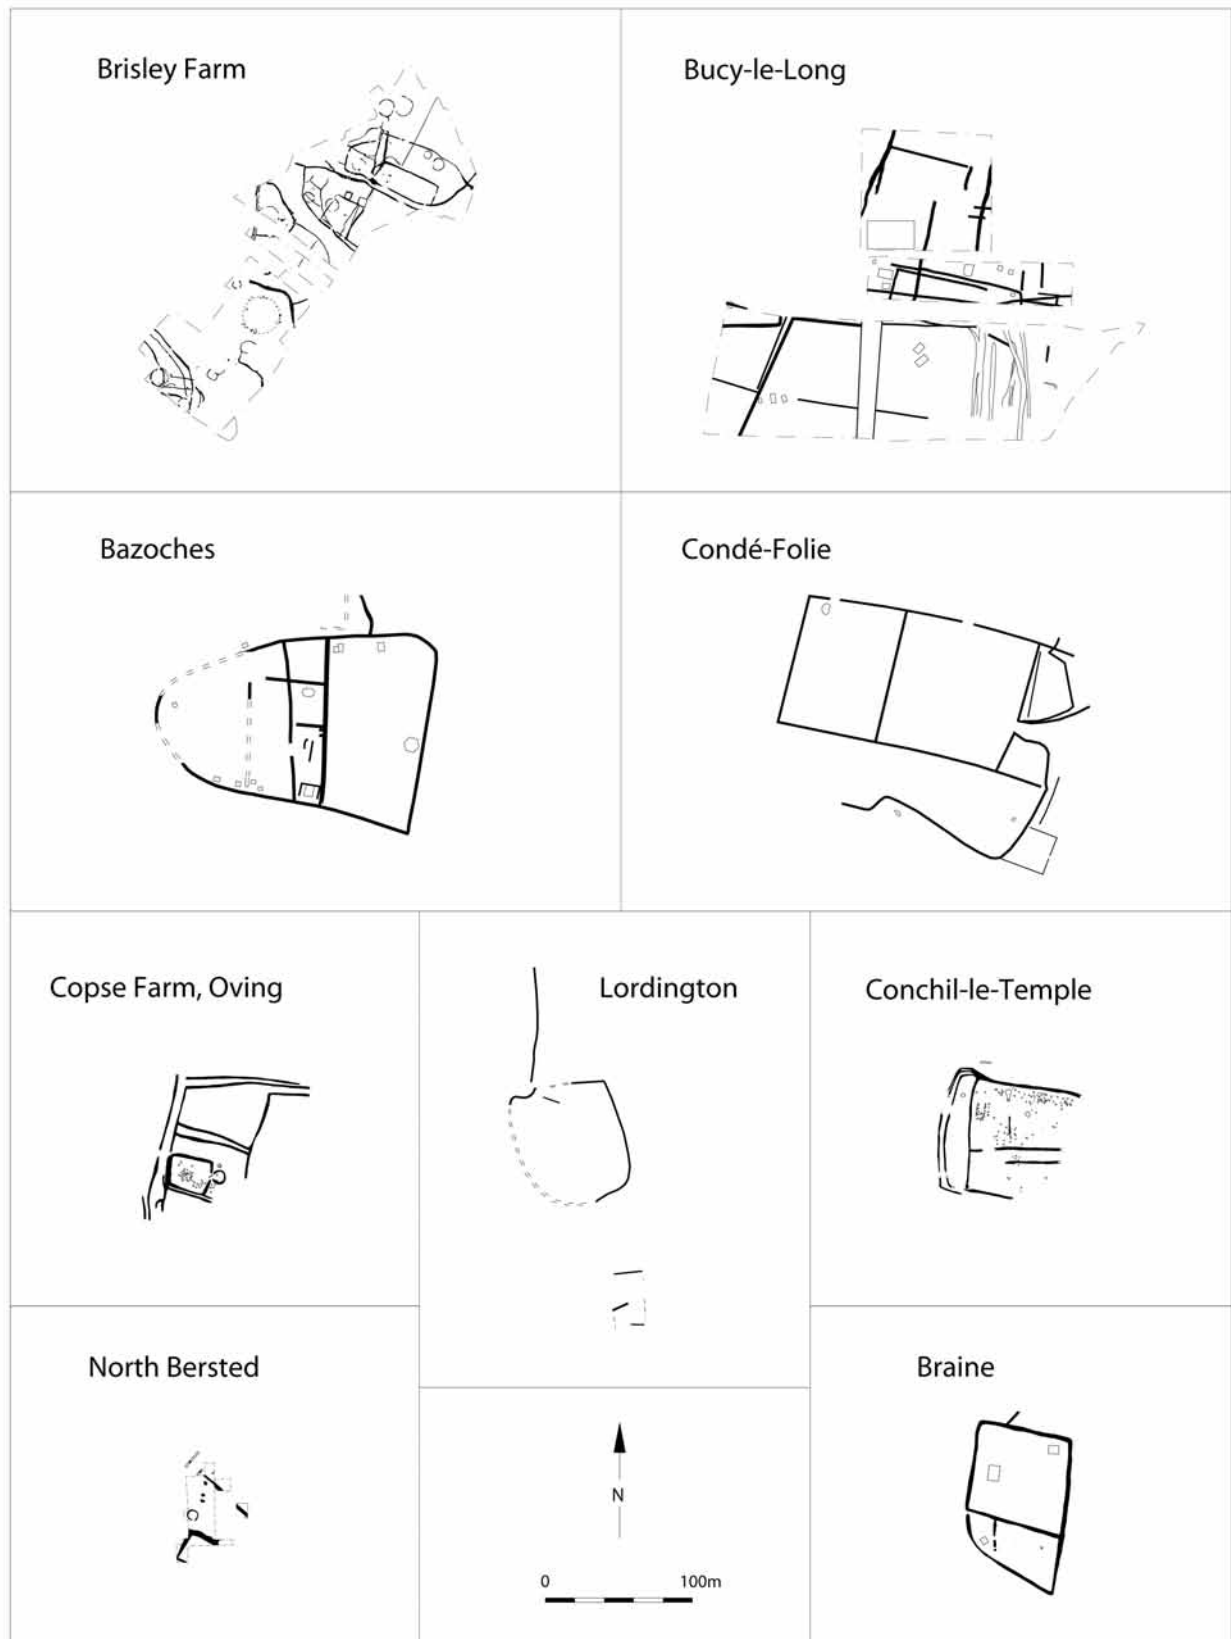 Brisley Farm
Bucy-le-Long
Bazoches
Condé-Folie
Copse Farm, Oving
Lordington
Conchil-le-Temple
North Bersted
Braine
N
0 100m